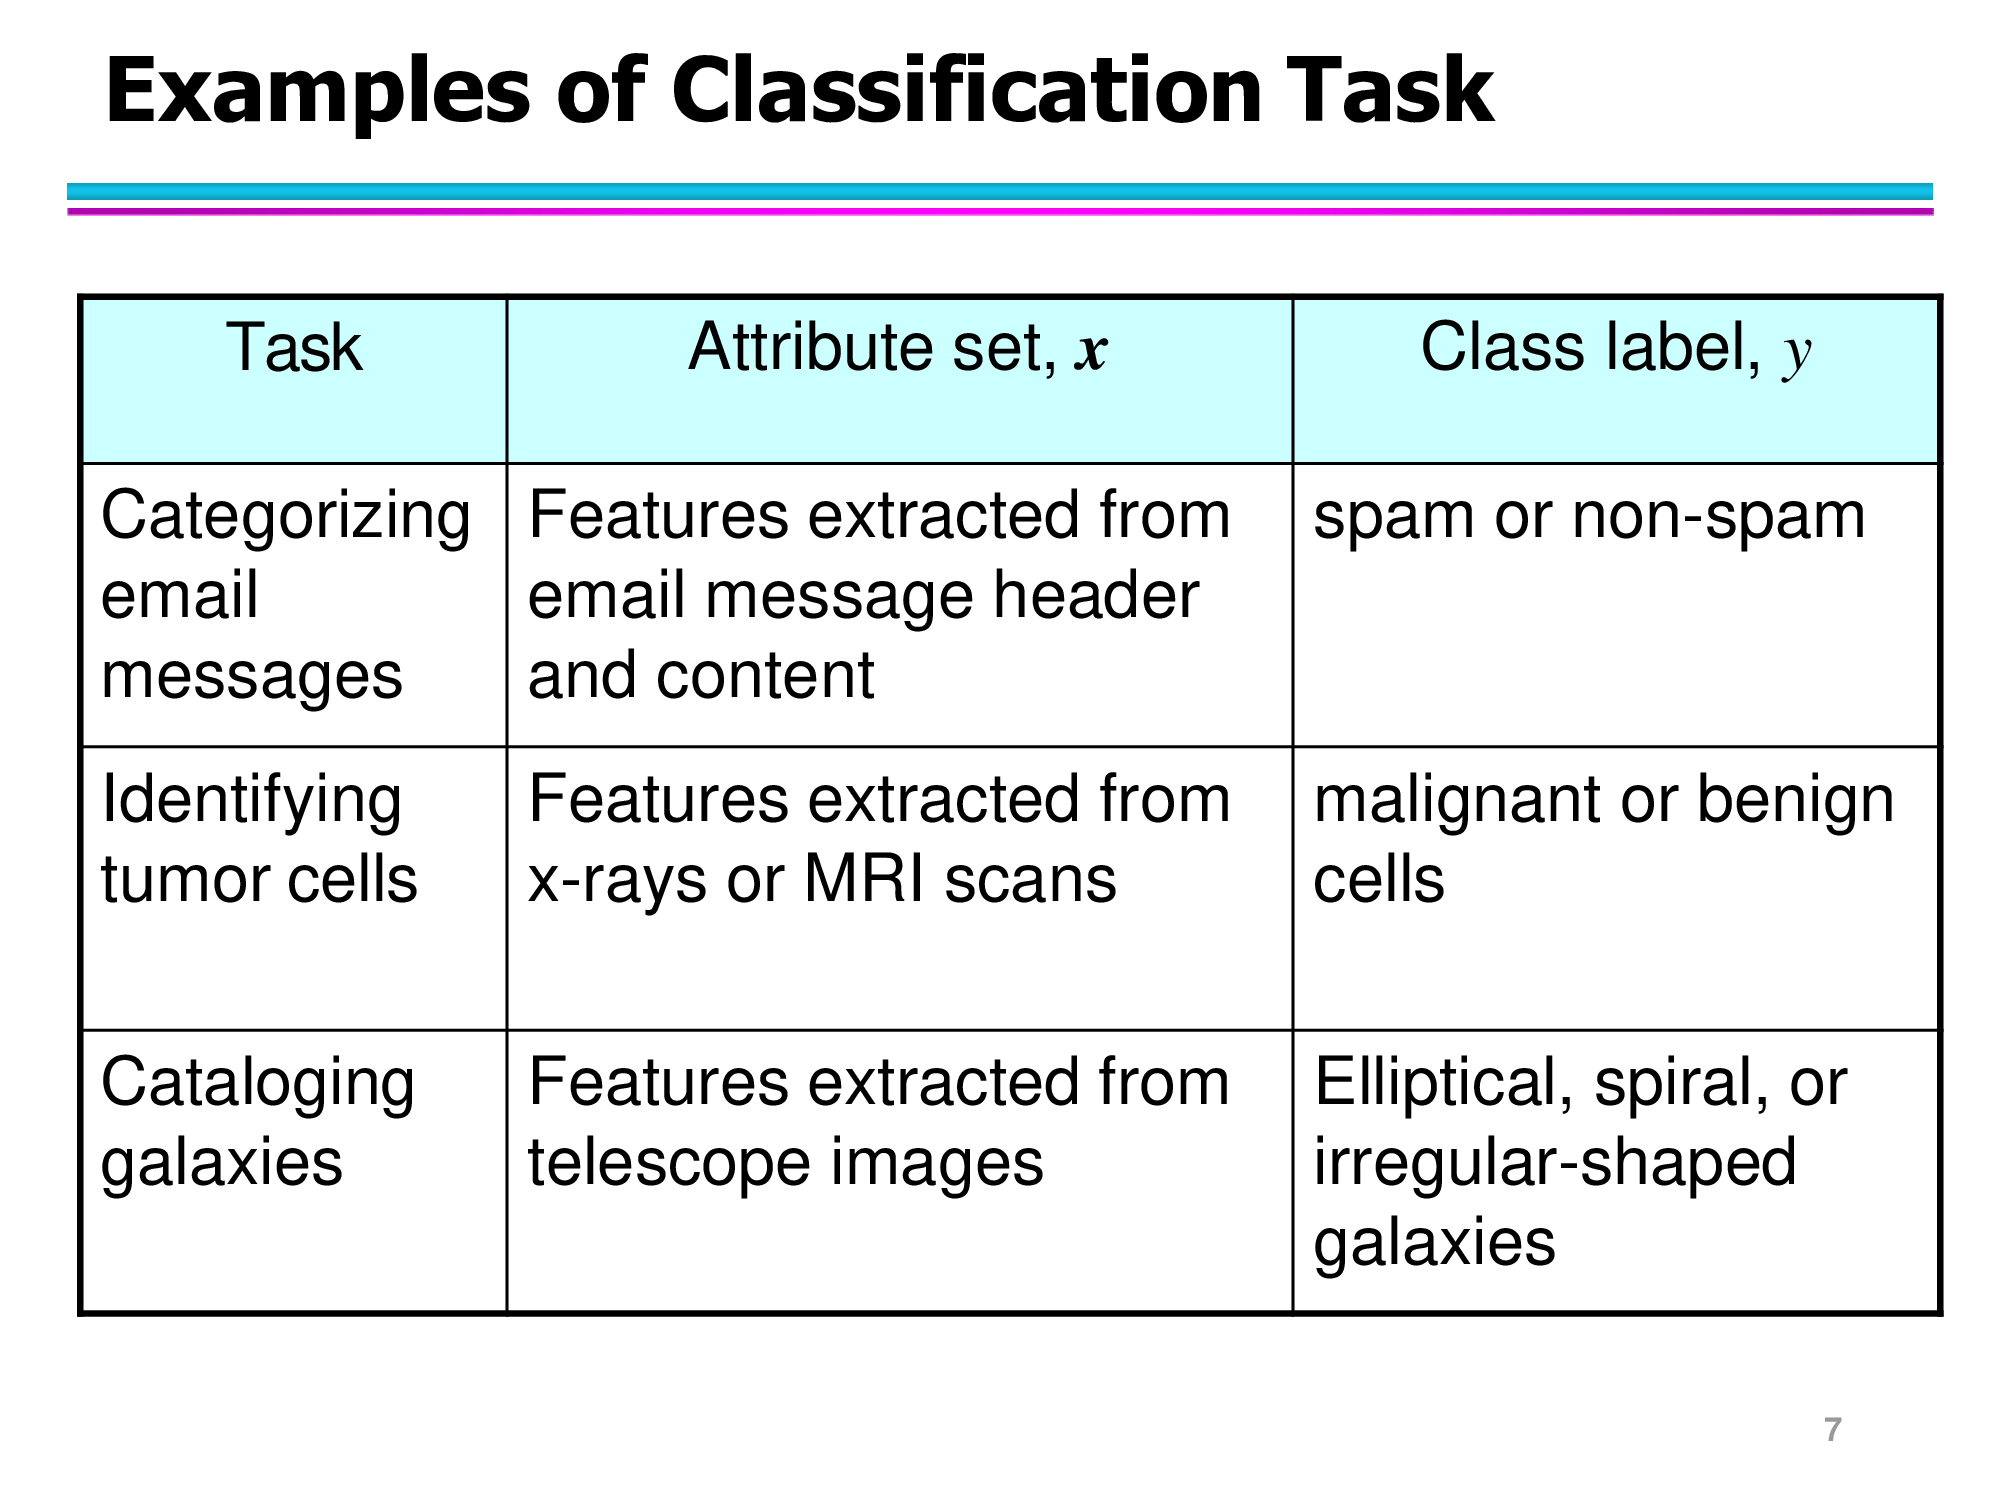 Examples of Classification Task
Task
Attribute set, x
Class label, y
Categorizing
email
messages
Features extracted from
email message header
and content
spam or non-spam
Identifying
tumor cells
Features extracted from
x-rays or MRI scans
malignant or benign
cells
Cataloging
galaxies
Features extracted from
telescope images
Elliptical, spiral, or
irregular-shaped
galaxies
7